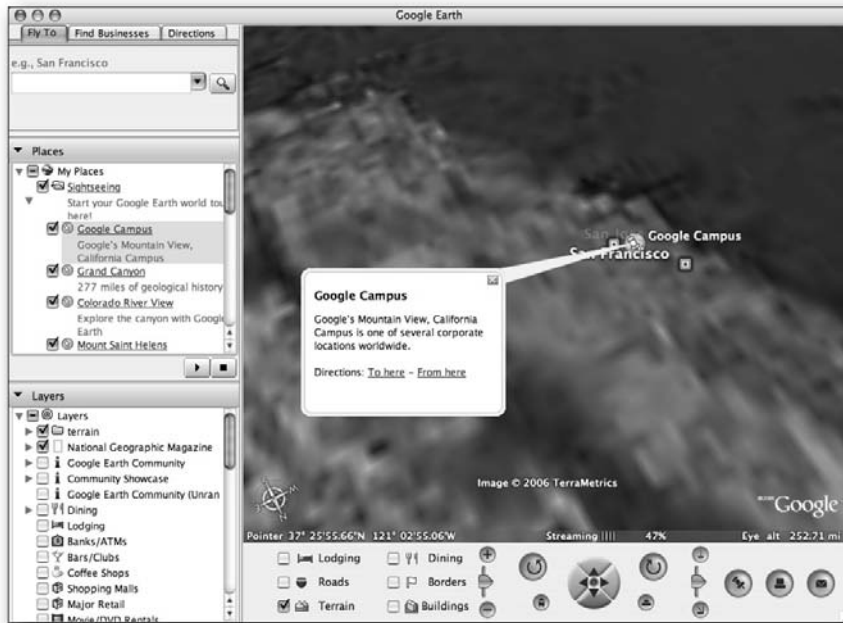 Google Earth
Fly To
Find Businesses
Directions
e.g., San Francisco
Places
My Places
Sightseeing
Start your Google Earth world tou
here!
Google Campus
Google's Mountain View,
California Campus
Grand Canyon
277 miles of geological history
Colorado River View
Explore the canyon with Google
Earth
Mount Saint Helens
Layers
Layers
terrain
National Geographic Magazine
Google Earth Community
Community Showcase
Google Earth Community (Unran
Dining
Lodging
Banks/ATMs
Bars/Clubs
Coffee Shops
Shopping Malls
Major Retail
Movie/DVD Rentals
San Jos
Google Campus
San Francisco
Google Campus
Google's Mountain View, California
Campus is one of several corporate
locations worldwide.
Directions: To here - From here
Image © 2006 TerraMetrics
Google
Pointer 37° 25'55.66"N 121° 02'55.06"W
Streaming |||| 47%
Eye alt 252.71 mi
Lodging
Dining
Roads
Borders
Terrain
Buildings